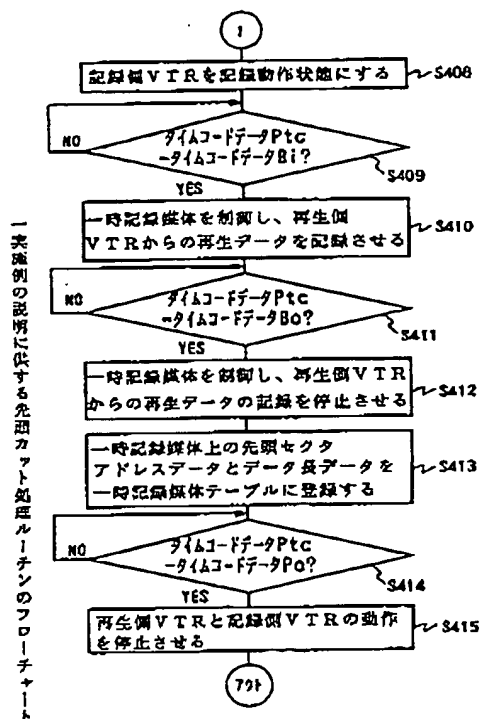 1
記録側VTRを記録動作状態にする
S408
タイムコードデータPtc
=タイムコードデータBi?
NO
S409
YES
一時記録媒体を制御し、再生側
VTRからの再生データを記録させる
S410
タイムコードデータPtc
=タイムコードデータBo?
NO
S411
YES
一時記録媒体を制御し、再生側VTR
からの再生データの記録を停止させる
S412
一時記録媒体上の先頭セクタ
アドレスデータとデータ長データを
一時記録媒体テーブルに登録する
S413
タイムコードデータPtc
=タイムコードデータPo?
NO
S414
YES
再生側VTRと記録側VTRの動作
を停止させる
S415
アウト
一実施例の説明に供する先頭カット処理ルーチンのフローチャート